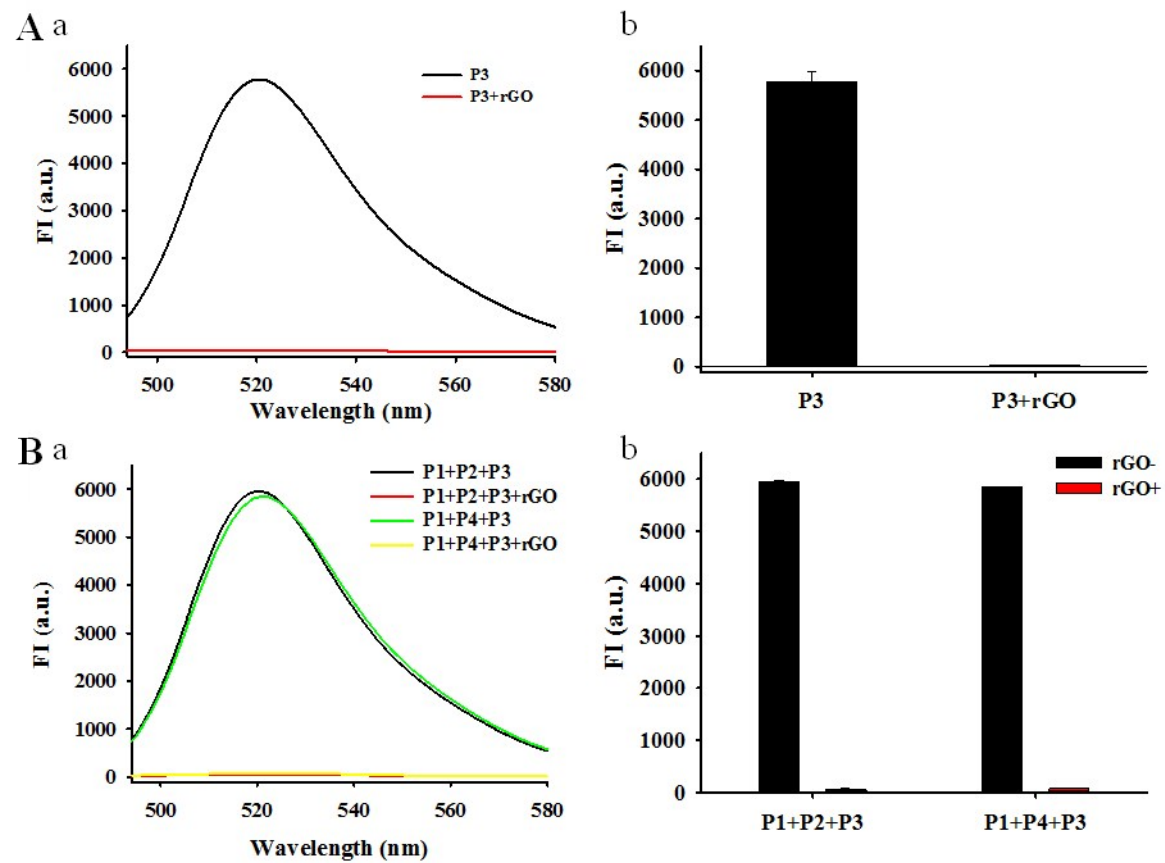 A a
P3
P3+rGO
6000
5000
4000
3000
2000
1000
0
FI (a.u.)
500 520 540 560 580
Wavelength (nm)
b
6000
5000
4000
3000
2000
1000
0
FI (a.u.)
P3 P3+rGO
B a
P1+P2+P3
P1+P2+P3+rGO
P1+P4+P3
P1+P4+P3+rGO
6000
5000
4000
3000
2000
1000
0
FI (a.u.)
500 520 540 560 580
Wavelength (nm)
b
rGO-
rGO+
6000
5000
4000
3000
2000
1000
0
FI (a.u.)
P1+P2+P3 P1+P4+P3